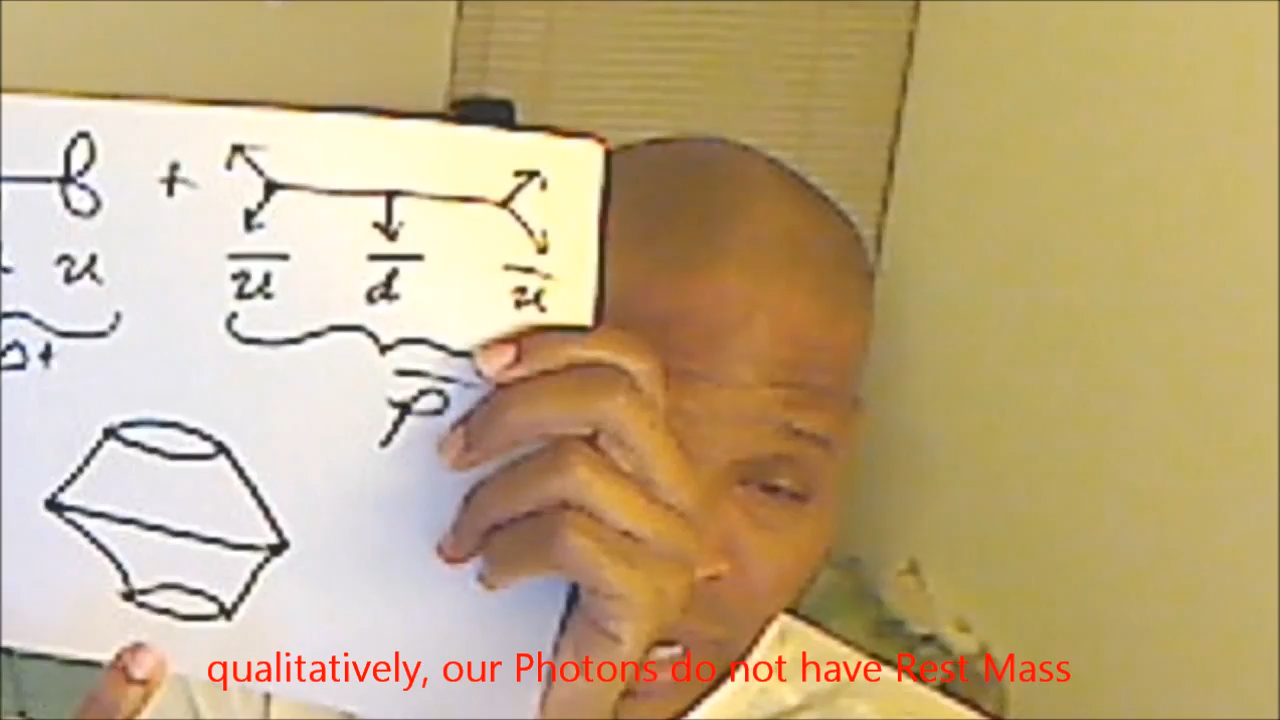 +
u u̅ d̅ u̅
Δ+ p̅
qualitatively, our Photons do not have Rest Mass